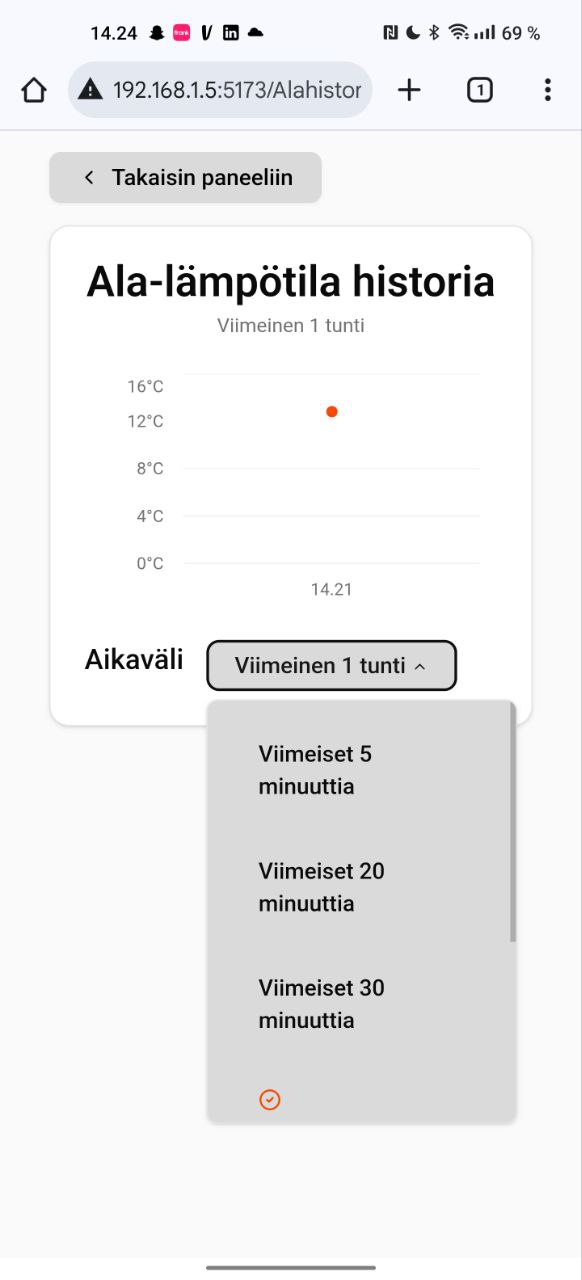 14.24
frank
69 %
192.168.1.5:5173/Alahistor
1
Takaisin paneeliin
Ala-lämpötila historia
Viimeinen 1 tunti
16°C
12°C
8°C
4°C
0°C
14.21
Aikaväli
Viimeinen 1 tunti
Viimeiset 5
minuuttia
Viimeiset 20
minuuttia
Viimeiset 30
minuuttia